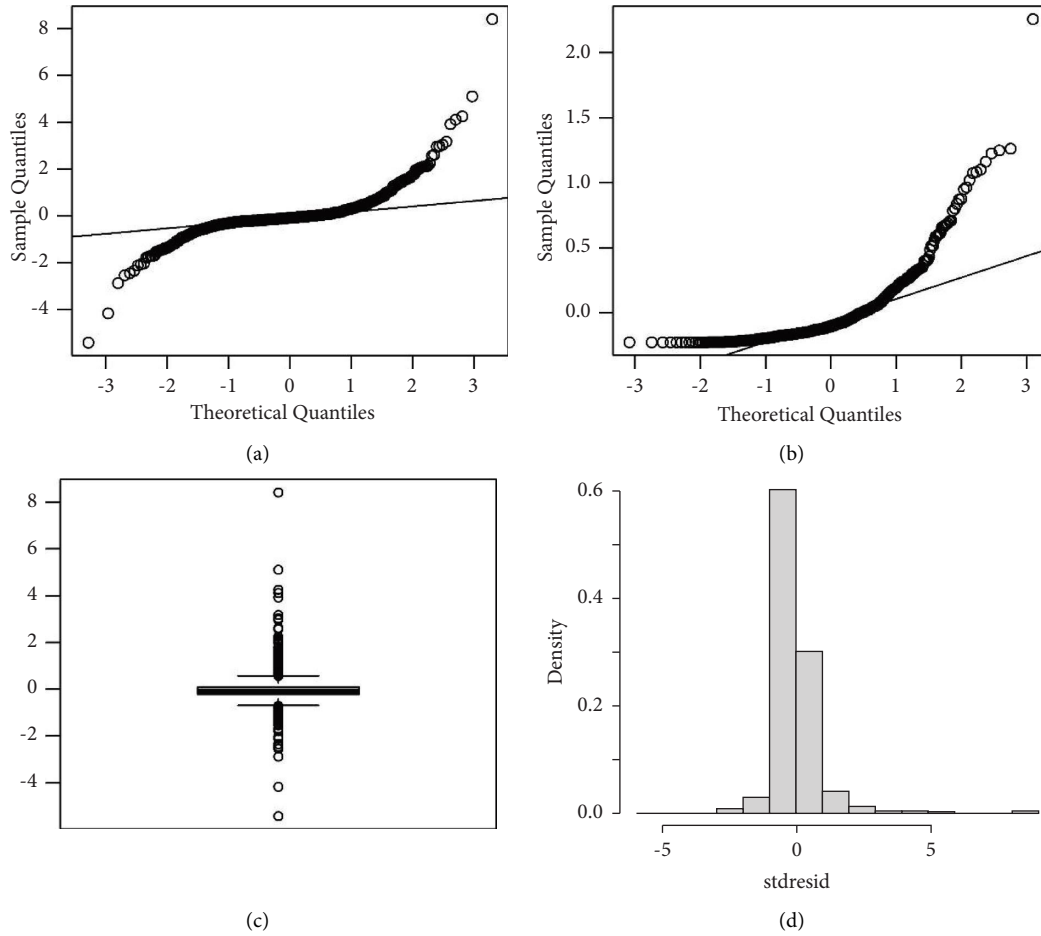 8
6
4
2
0
-2
-4
Sample Quantiles
-3 -2 -1 0 1 2 3
Theoretical Quantiles
(a)
2.0
1.5
1.0
0.5
0.0
Sample Quantiles
-3 -2 -1 0 1 2 3
Theoretical Quantiles
(b)
8
6
4
2
0
-2
-4
(c)
0.6
0.4
0.2
0.0
Density
-5 0 5
stdresid
(d)